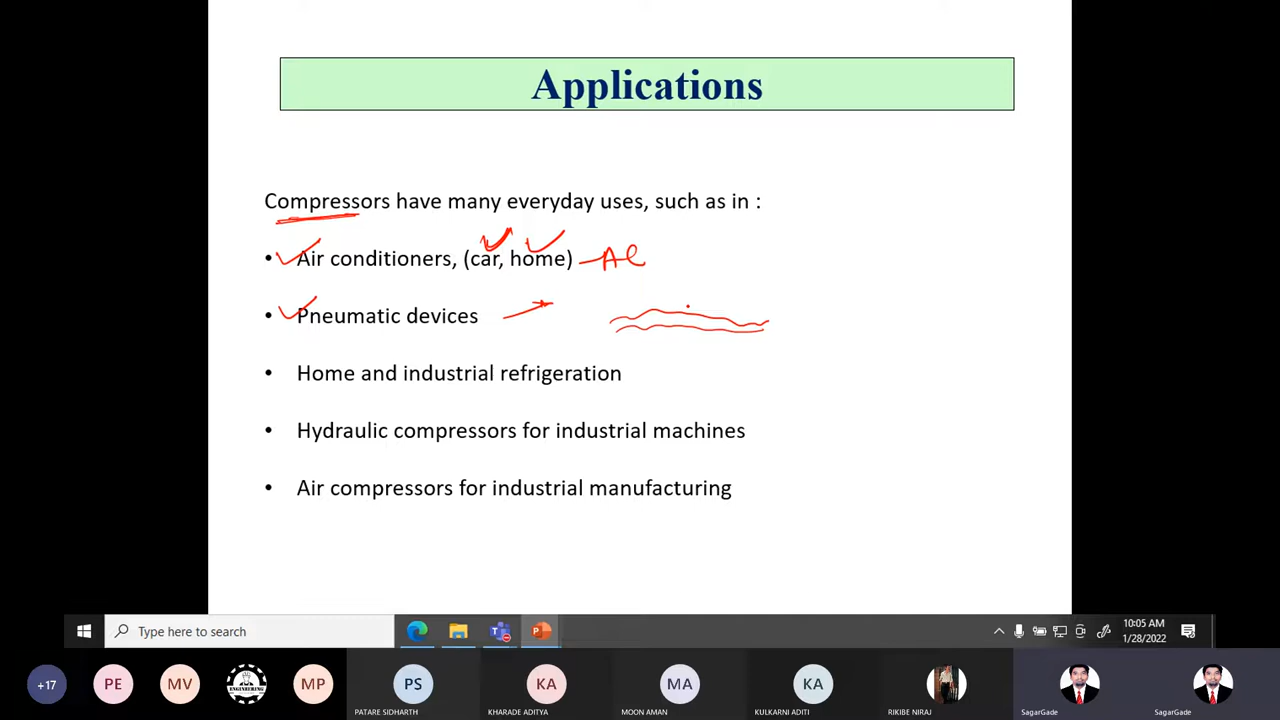 Applications
Compressors have many everyday uses, such as in :
• Air conditioners, (car, home) AC
• Pneumatic devices
• Home and industrial refrigeration
• Hydraulic compressors for industrial machines
• Air compressors for industrial manufacturing
Type here to search
10:05 AM
1/28/2022
+17
PE
MV
ENGINEERING
MP
PS
KA
MA
KA
PATARE SIDHARTH
KHARADE ADITYA
MOON AMAN
KULKARNI ADITI
RIKIBE NIRAJ
SagarGade
SagarGade